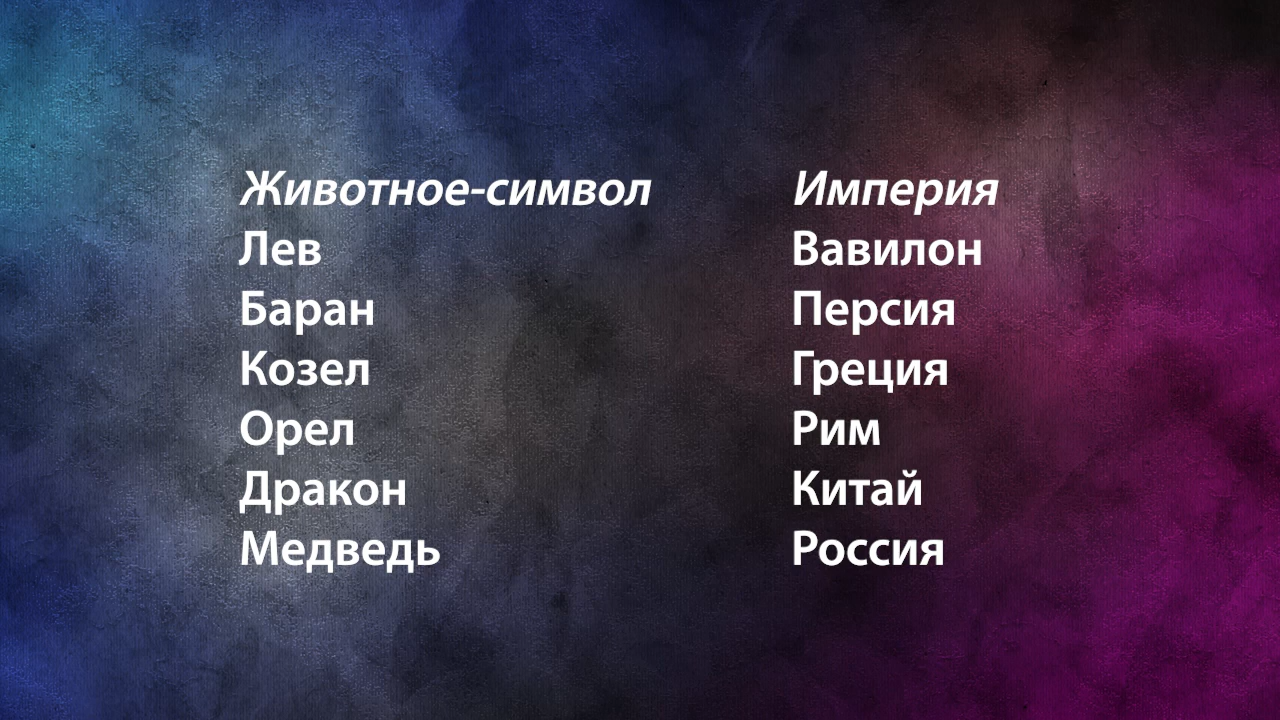 Животное-символ Империя
Лев Вавилон
Баран Персия
Козел Греция
Орел Рим
Дракон Китай
Медведь Россия